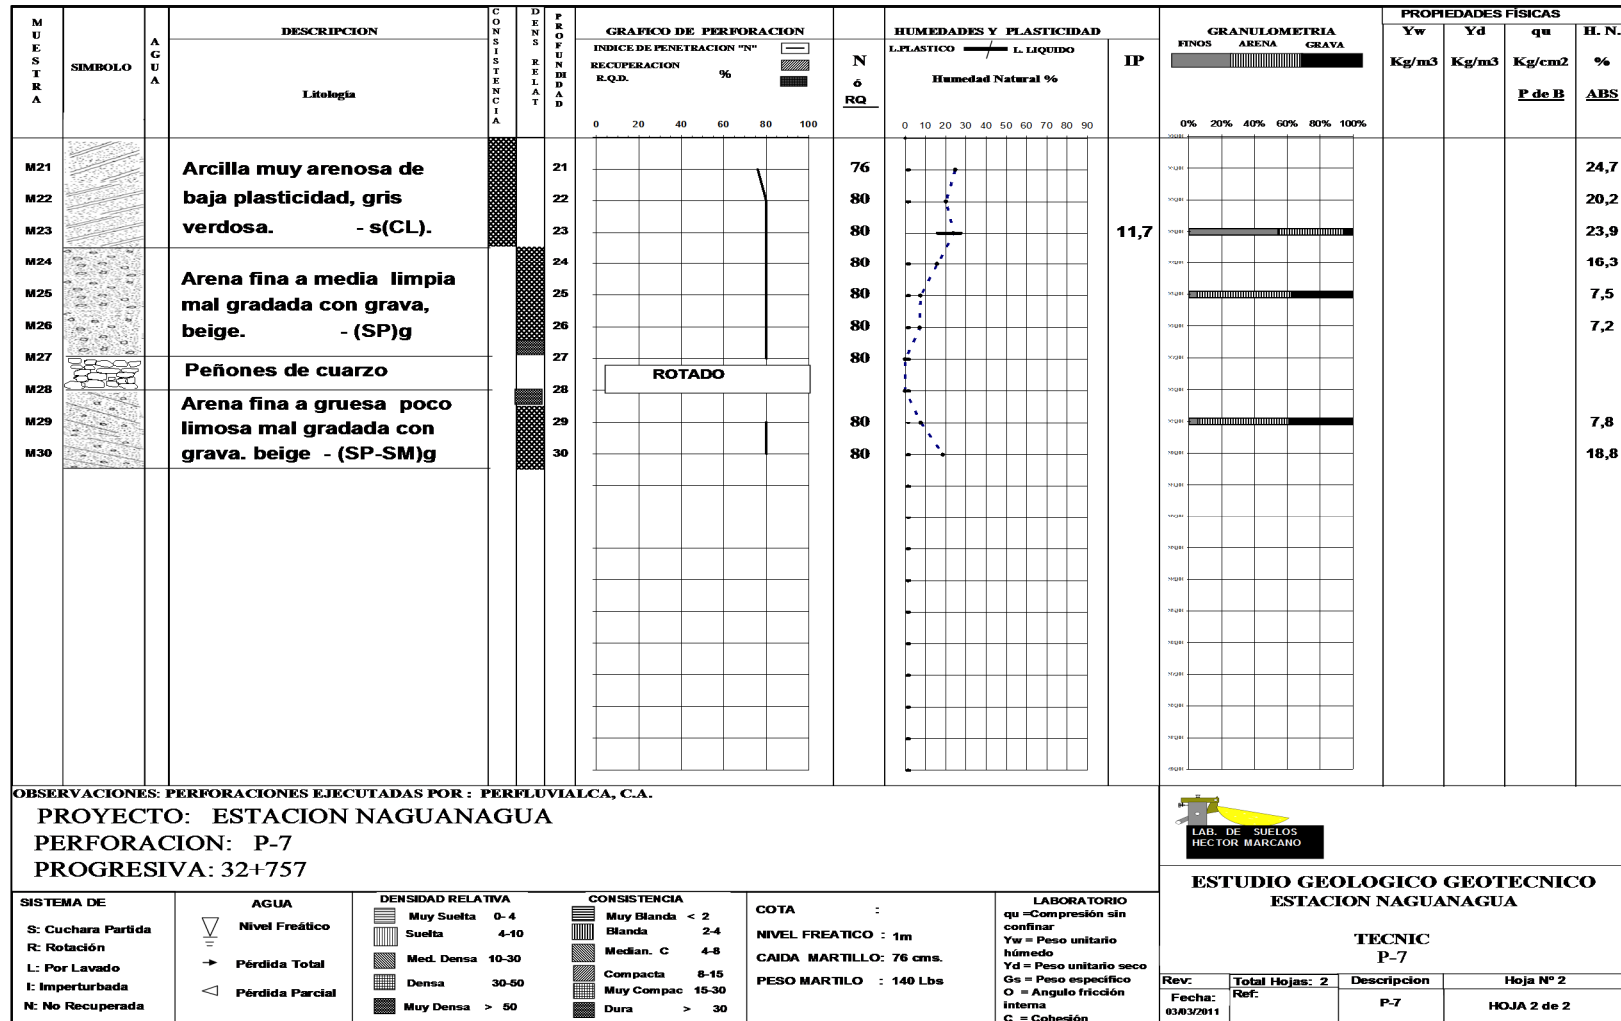 MUESTRA
SIMBOLO
AGUA
DESCRIPCION
Litología
CONSISTENCIA
DENS RELAT
PROFUNDIDAD
GRAFICO DE PERFORACION
INDICE DE PENETRACION "N"
RECUPERACION
R.Q.D.
%
0 20 40 60 80 100
N
ó
RQ
HUMEDADES Y PLASTICIDAD
L.PLASTICO L. LIQUIDO
Humedad Natural %
0 10 20 30 40 50 60 70 80 90
IP
GRANULOMETRIA
FINOS ARENA GRAVA
0% 20% 40% 60% 80% 100%
PROPIEDADES FÍSICAS
Yw Yd qu H. N.
Kg/m3 Kg/m3 Kg/cm2 %
P de B ABS
M21 21 76 24,7
M22 22 80 20,2
M23 23 80 11,7 23,9
M24 24 80 16,3
M25 25 80 7,5
M26 26 80 7,2
M27 27 80
M28 28
M29 29 80 7,8
M30 30 80 18,8
Arcilla muy arenosa de
baja plasticidad, gris
verdosa. - s(CL).
Arena fina a media limpia
mal gradada con grava,
beige. - (SP)g
Peñones de cuarzo
ROTADO
Arena fina a gruesa poco
limosa mal gradada con
grava. beige - (SP-SM)g
OBSERVACIONES: PERFORACIONES EJECUTADAS POR : PERFLUVIALCA, C.A.
PROYECTO: ESTACION NAGUANAGUA
PERFORACION: P-7
PROGRESIVA: 32+757
LAB. DE SUELOS
HECTOR MARCANO
ESTUDIO GEOLOGICO GEOTECNICO
ESTACION NAGUANAGUA
TECNIC
P-7
SISTEMA DE
S: Cuchara Partida
R: Rotación
L: Por Lavado
I: Imperturbada
N: No Recuperada
AGUA
Nivel Freático
Pérdida Total
Pérdida Parcial
DENSIDAD RELATIVA
Muy Suelta 0- 4
Suelta 4-10
Med. Densa 10-30
Densa 30-50
Muy Densa > 50
CONSISTENCIA
Muy Blanda < 2
Blanda 2-4
Median. C 4-8
Compacta 8-15
Muy Compac 15-30
Dura > 30
COTA :
NIVEL FREATICO : 1m
CAIDA MARTILLO: 76 cms.
PESO MARTILO : 140 Lbs
LABORATORIO
qu =Compresión sin
confinar
Yw = Peso unitario
húmedo
Yd = Peso unitario seco
Gs = Peso específico
O = Angulo fricción
interna
C = Cohesión
Rev: Total Hojas: 2 Descripcion Hoja Nº 2
Fecha: Ref:
03/03/2011 P-7 HOJA 2 de 2